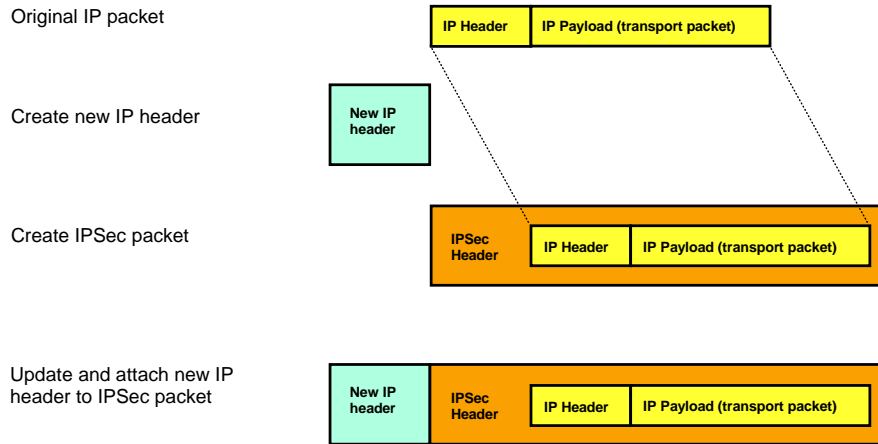 Original IP packet
IP Header
IP Payload (transport packet)
Create new IP header
New IP
header
Create IPSec packet
IPSec
Header
IP Header
IP Payload (transport packet)
Update and attach new IP
header to IPSec packet
New IP
header
IPSec
Header
IP Header
IP Payload (transport packet)